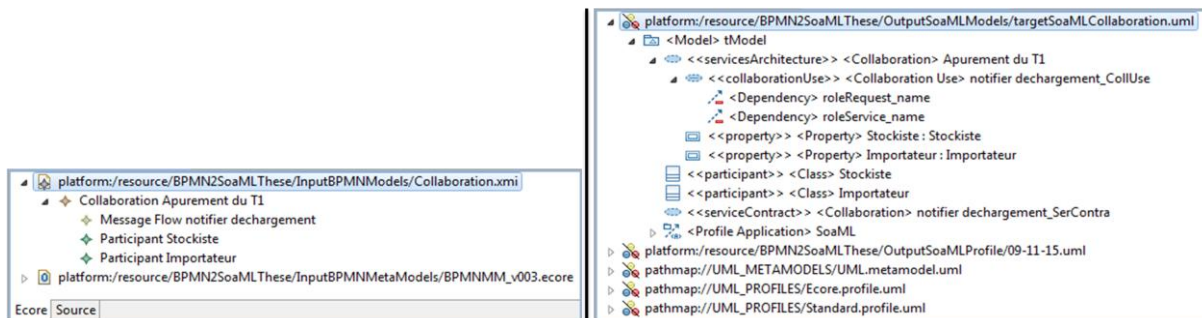 platform:/resource/BPMN2SoaMLThese/InputBPMNModels/Collaboration.xmi
Collaboration Apurement du T1
Message Flow notifier dechargement
Participant Stockiste
Participant Importateur
platform:/resource/BPMN2SoaMLThese/InputBPMNMetaModels/BPMNMM_v003.ecore
Ecore Source
platform:/resource/BPMN2SoaMLThese/OutputSoaMLModels/targetSoaMLCollaboration.uml
<Model> tModel
<<servicesArchitecture>> <Collaboration> Apurement du T1
<<collaborationUse>> <Collaboration Use> notifier dechargement_CollUse
<Dependency> roleRequest_name
<Dependency> roleService_name
<<property>> <Property> Stockiste : Stockiste
<<property>> <Property> Importateur : Importateur
<<participant>> <Class> Stockiste
<<participant>> <Class> Importateur
<<serviceContract>> <Collaboration> notifier dechargement_SerContra
<Profile Application> SoaML
platform:/resource/BPMN2SoaMLThese/OutputSoaMLProfile/09-11-15.uml
pathmap://UML_METAMODELS/UML.metamodel.uml
pathmap://UML_PROFILES/Ecore.profile.uml
pathmap://UML_PROFILES/Standard.profile.uml